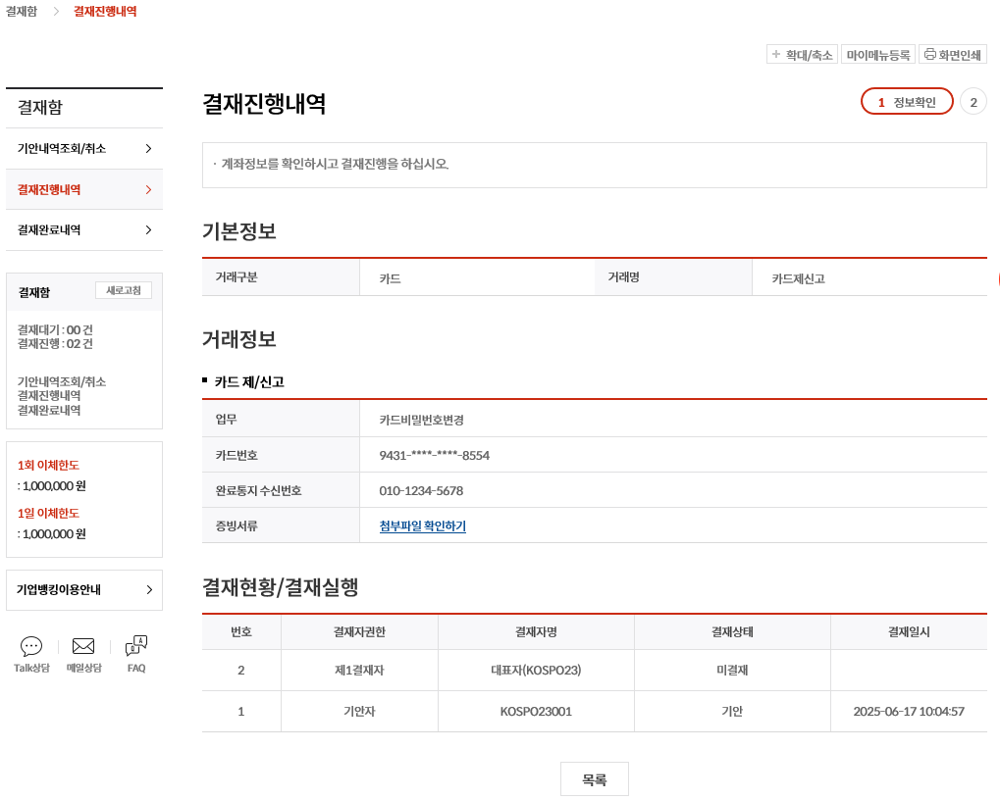 결재함 > 결재진행내역
+ 확대/축소 마이메뉴등록 화면인쇄
결재함
기안내역조회/취소
결재진행내역
결재완료내역
결재함 새로고침
결재대기 : 00 건
결재진행 : 02 건
기안내역조회/취소
결재진행내역
결재완료내역
1회 이체한도
: 1,000,000 원
1일 이체한도
: 1,000,000 원
기업뱅킹이용안내
Talk상담 메일상담 FAQ
결재진행내역
1 정보확인 2
· 계좌정보를 확인하시고 결재진행을 하십시오.
기본정보
거래구분 카드 거래명 카드제신고
거래정보
카드 제/신고
업무 카드비밀번호변경
카드번호 9431-****-****-8554
완료통지 수신번호 010-1234-5678
증빙서류 첨부파일 확인하기
결재현황/결재실행
번호 결재자권한 결재자명 결재상태 결재일시
2 제1결재자 대표자(KOSPO23) 미결재
1 기안자 KOSPO23001 기안 2025-06-17 10:04:57
목록